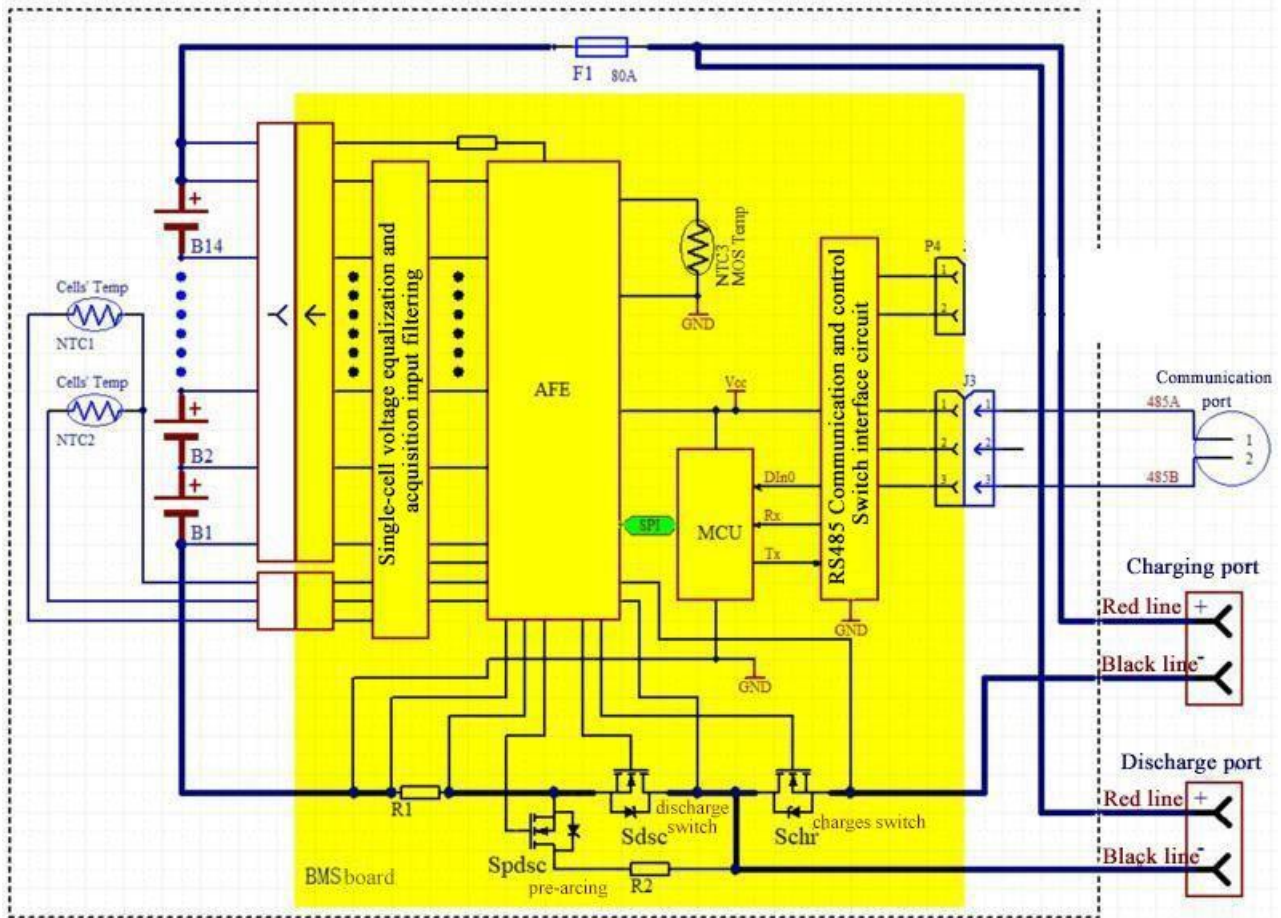 F1 80A
+
B14
Cells' Temp
NTC1
Cells' Temp
NTC2
+
B2
+
B1
Single-cell voltage equalization and
acquisition input filtering
AFE
NTC3
MOS Temp
GND
Vcc
SPI
MCU
DIn0
Rx
Tx
RS485 Communication and control
Switch interface circuit
GND
GND
P4
1
2
J3
1 1
2 2
3 3
485A
485B
Communication
port
1
2
Charging port
Red line +
Black line -
Discharge port
Red line +
Black line -
R1
Spdsc
pre-arcing
R2
Sdsc
discharge
switch
Schr
charges switch
BMS board